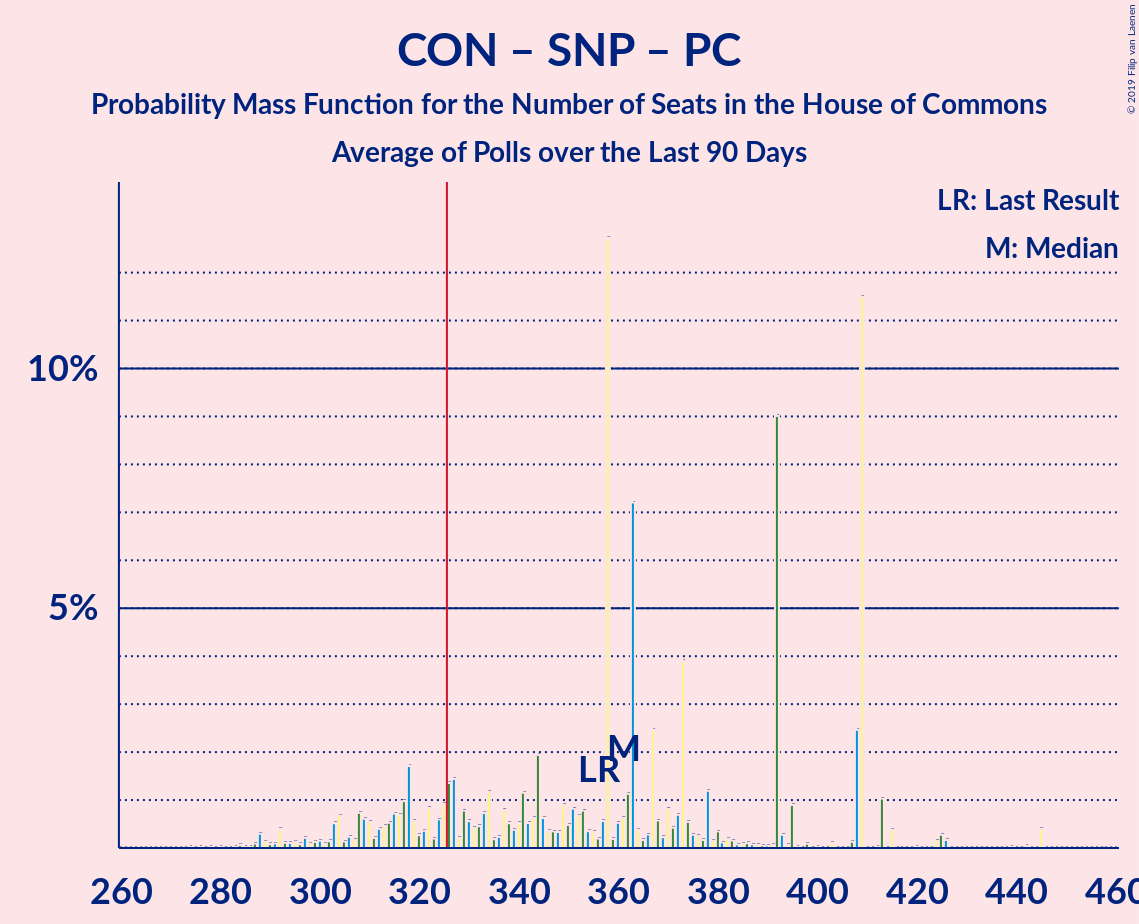 CON – SNP – PC
Probability Mass Function for the Number of Seats in the House of Commons
Average of Polls over the Last 90 Days
© 2019 Filip van Laenen
LR: Last Result
M: Median
10%
5%
M
LR
260 280 300 320 340 360 380 400 420 440 460